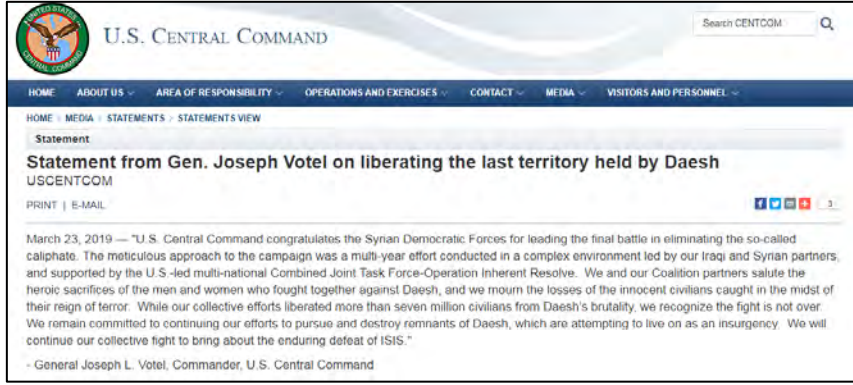 UNITED STATES
CENTRAL COMMAND
U.S. CENTRAL COMMAND
Search CENTCOM
HOME ABOUT US AREA OF RESPONSIBILITY OPERATIONS AND EXERCISES CONTACT MEDIA VISITORS AND PERSONNEL
HOME MEDIA STATEMENTS STATEMENTS VIEW
Statement
Statement from Gen. Joseph Votel on liberating the last territory held by Daesh
USCENTCOM
PRINT | E-MAIL
3
March 23, 2019 — "U.S. Central Command congratulates the Synan Democratic Forces for leading the final battle in eliminating the so-called
caliphate. The meticulous approach to the campaign was a multi-year effort conducted in a complex environment led by our Iraqi and Syrian partners,
and supported by the U.S.-led multi-national Combined Joint Task Force-Operation Inherent Resolve. We and our Coalition partners salute the
heroic sacrifices of the men and women who fought together against Daesh, and we mourn the losses of the innocent civilians caught in the midst of
their reign of terror. While our collective efforts liberated more than seven million civilians from Daesh's brutality, we recognize the fight is not over.
We remain committed to continuing our efforts to pursue and destroy remnants of Daesh, which are attempting to live on as an insurgency. We will
continue our collective fight to bring about the enduring defeat of ISIS."
- General Joseph L. Votel, Commander, U.S. Central Command